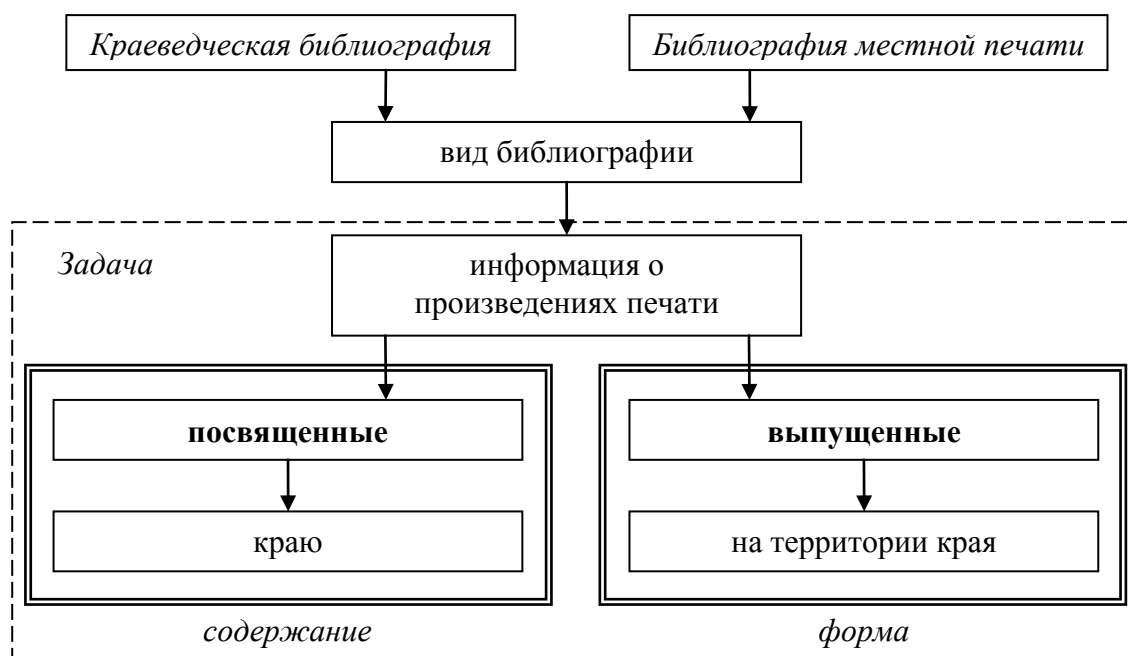 Краеведческая библиография
Библиография местной печати
вид библиографии
Задача
информация о
произведениях печати
посвященные
выпущенные
краю
на территории края
содержание
форма